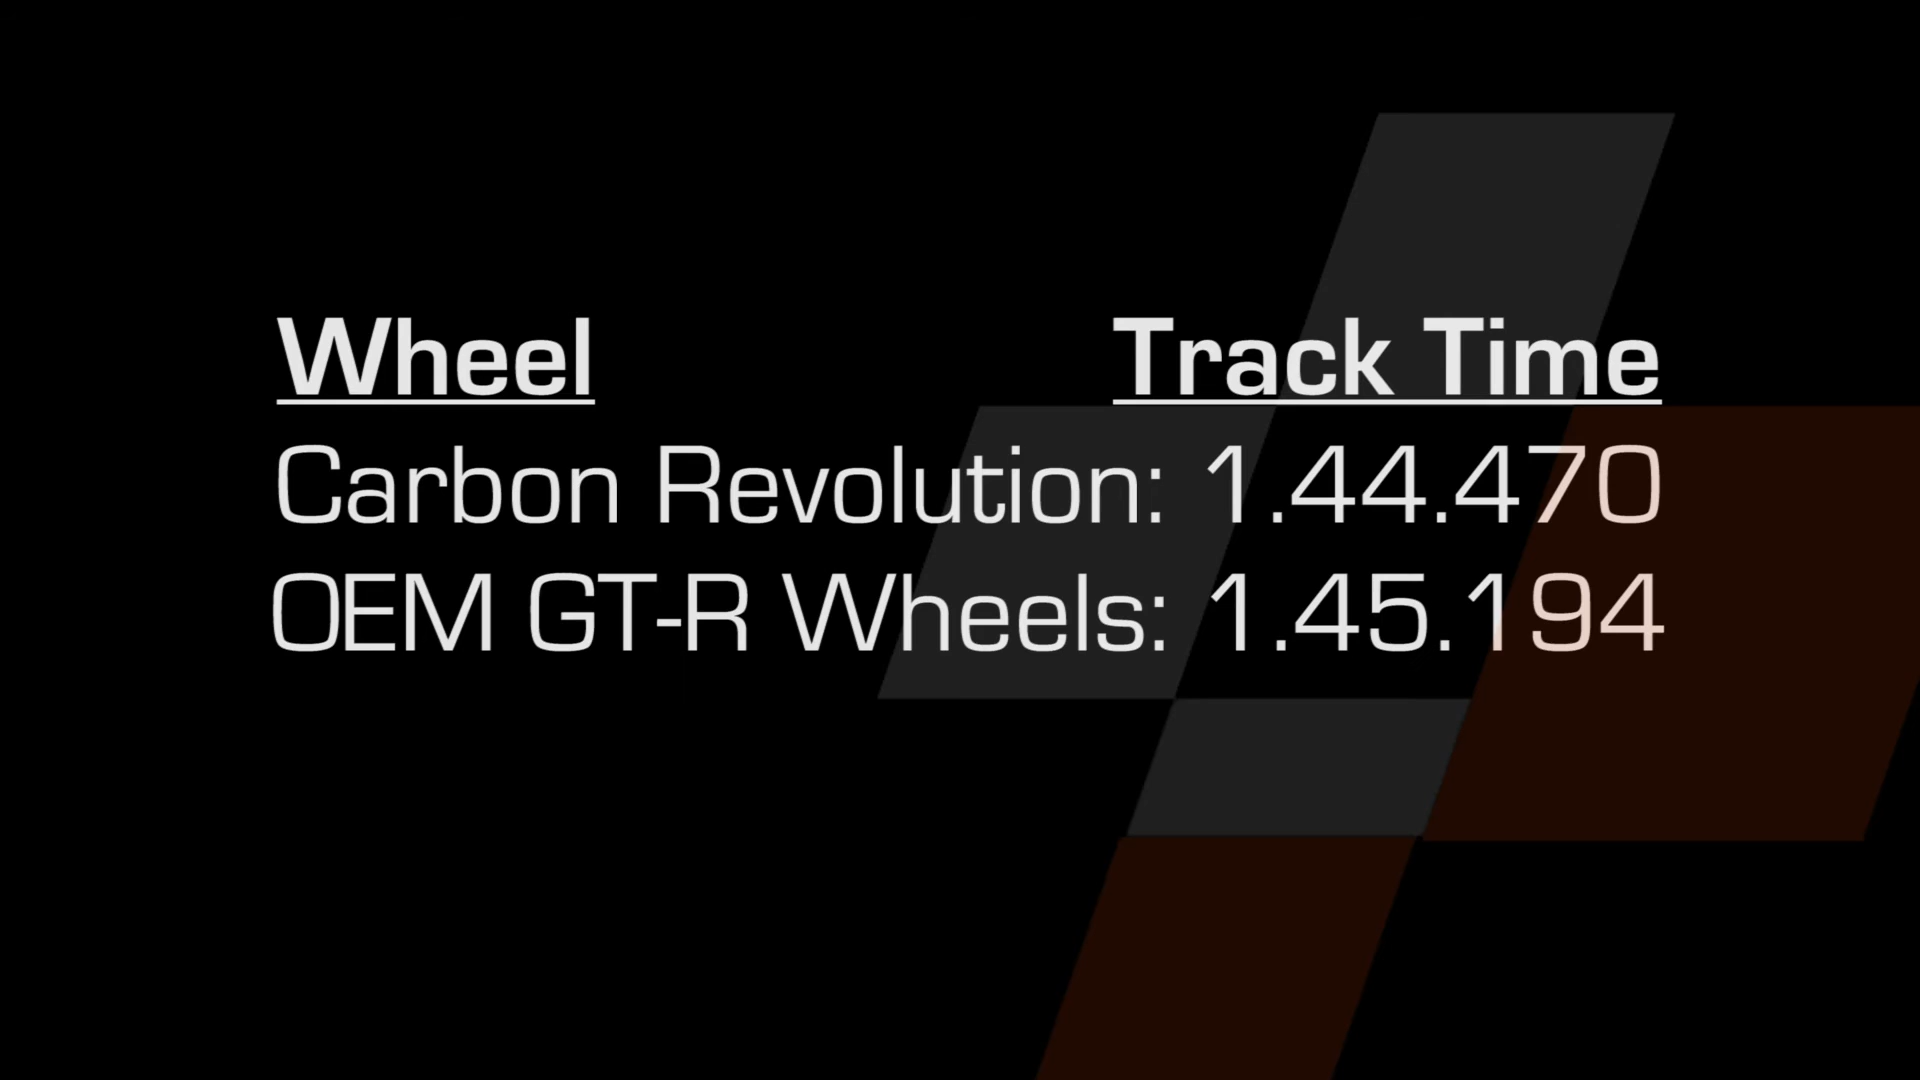 Wheel Track Time
Carbon Revolution: 1.44.470
OEM GT-R Wheels: 1.45.194